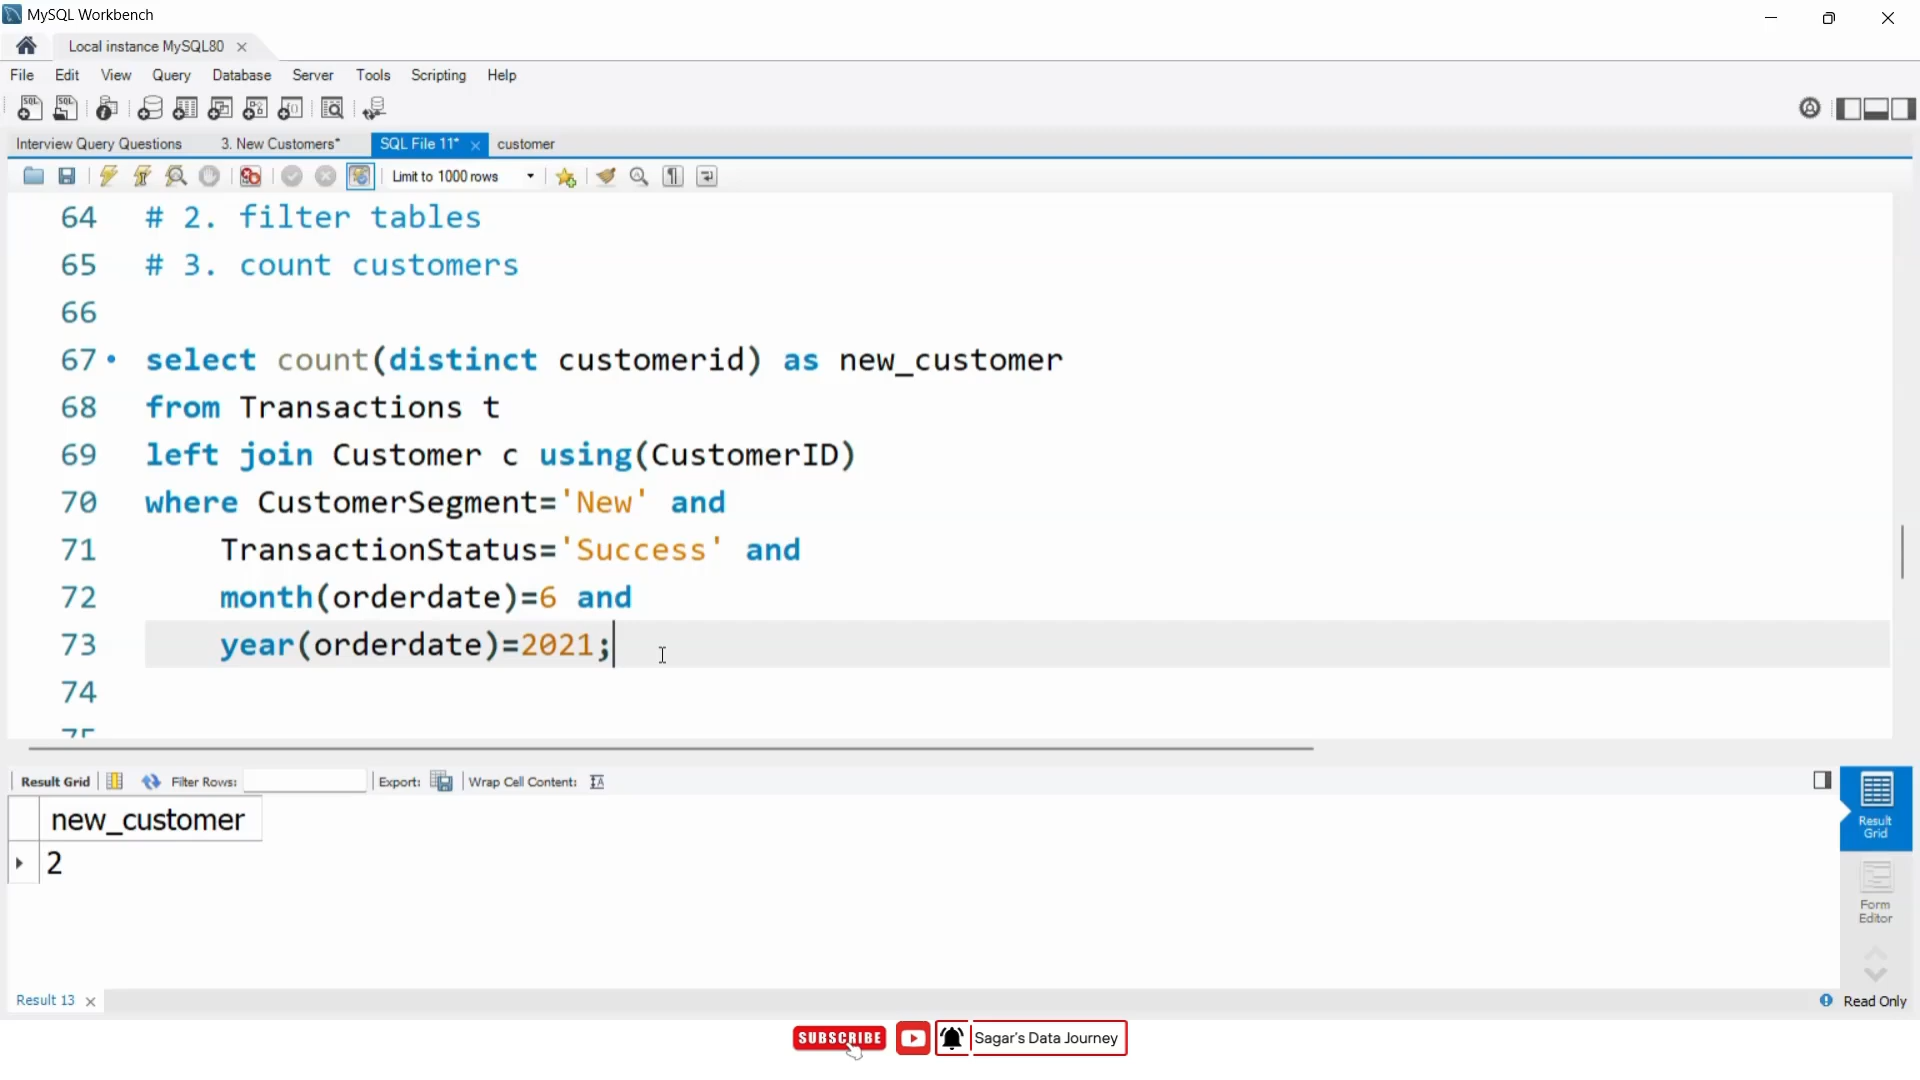 MySQL Workbench
Local instance MySQL80
File Edit View Query Database Server Tools Scripting Help
SQL SQL
Interview Query Questions 3. New Customers* SQL File 11* customer
Limit to 1000 rows
64 # 2. filter tables
65 # 3. count customers
66
67 select count(distinct customerid) as new_customer
68 from Transactions t
69 left join Customer c using(CustomerID)
70 where CustomerSegment='New' and
71 TransactionStatus='Success' and
72 month(orderdate)=6 and
73 year(orderdate)=2021;
74
Result Grid Filter Rows: Export: Wrap Cell Content:
new_customer
2
Result
Grid
Form
Editor
Result 13 Read Only
SUBSCRIBE Sagar's Data Journey